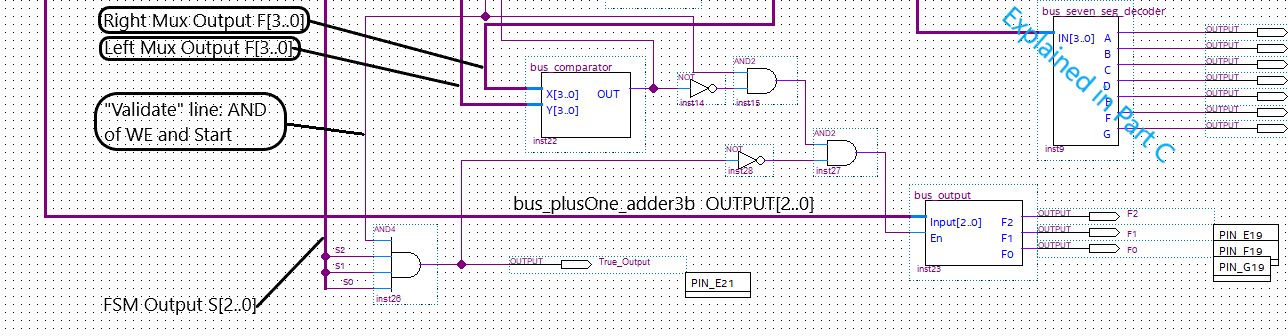 Right Mux Output F[3..0]
Left Mux Output F[3..0]
"Validate" line: AND
of WE and Start
bus_comparator
X[3..0] OUT
Y[3..0]
inst22
NOT
inst14
AND2
inst15
NOT
inst28
AND2
inst27
bus_seven_seg_decoder
IN[3..0] A
B
C
D
E
F
G
inst9
Explained in Part C
OUTPUT
OUTPUT
OUTPUT
OUTPUT
OUTPUT
OUTPUT
OUTPUT
bus_plusOne_adder3b OUTPUT[2..0]
bus_output
Input[2..0] F2
En F1
F0
inst23
OUTPUT F2
OUTPUT F1
OUTPUT F0
PIN_E19
PIN_F19
PIN_G19
AND4
S2
S1
S0
inst26
OUTPUT True_Output
PIN_E21
FSM Output S[2..0]